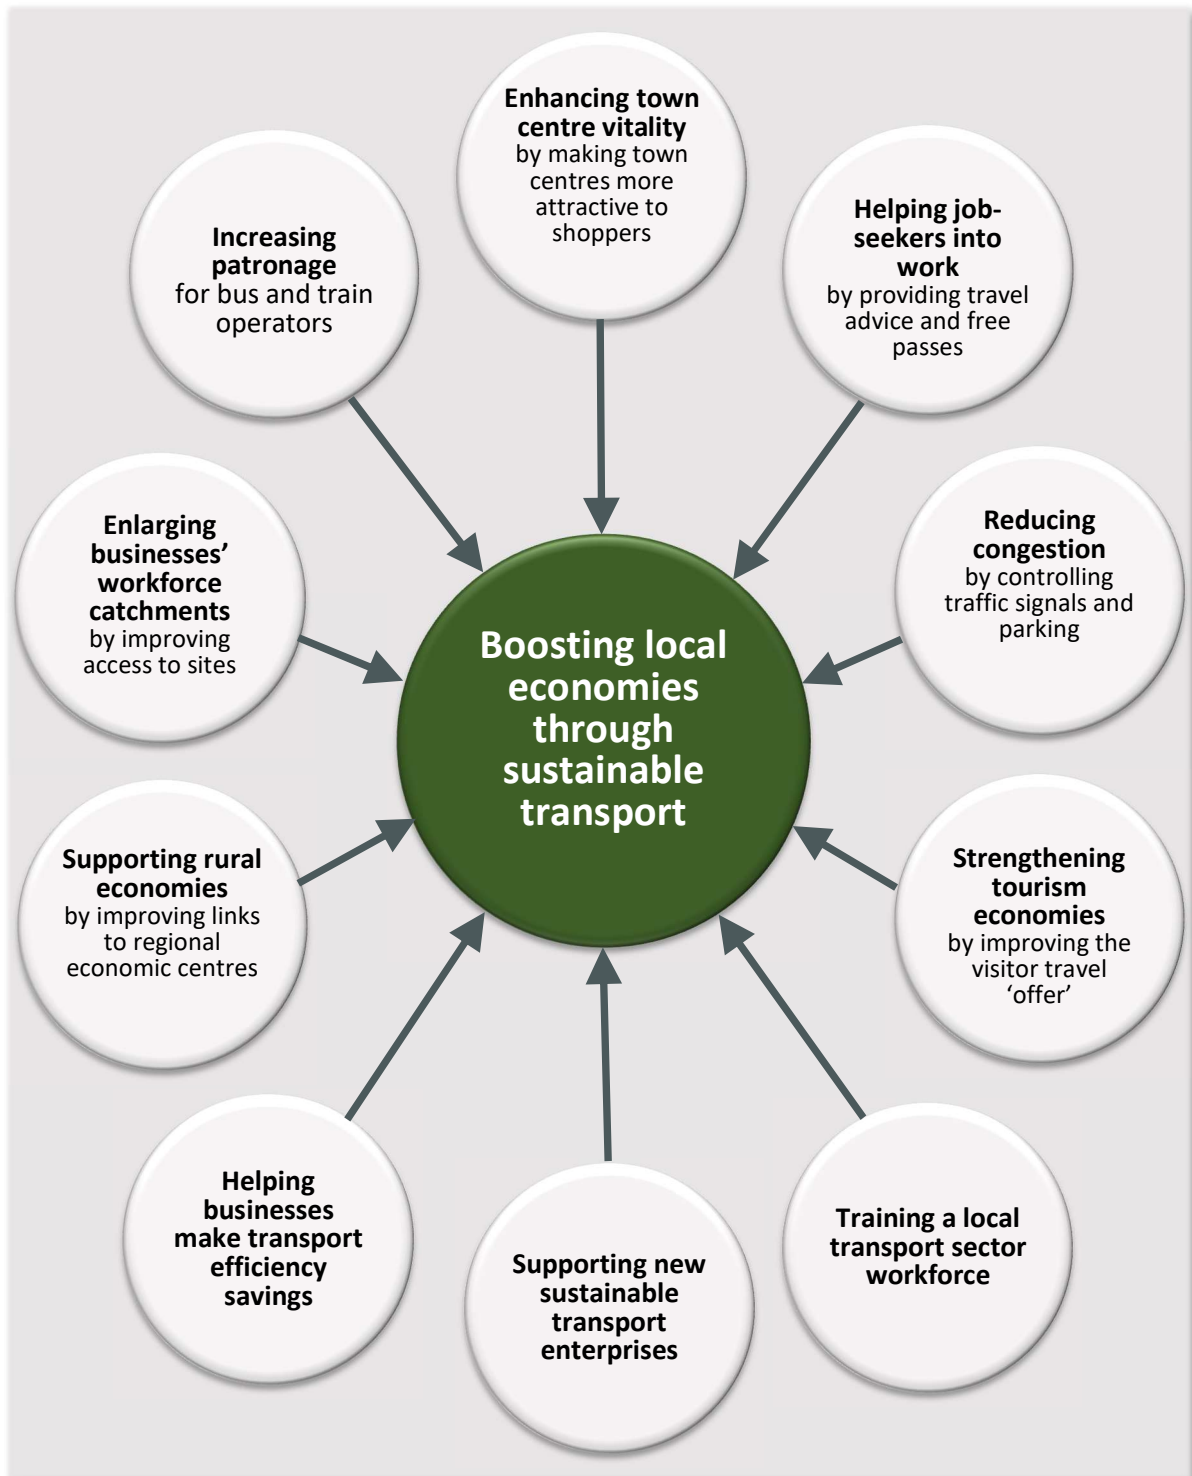 Enhancing town
centre vitality
by making town
centres more
attractive to
shoppers
Helping job-
seekers into
work
by providing travel
advice and free
passes
Reducing
congestion
by controlling
traffic signals and
parking
Strengthening
tourism
economies
by improving the
visitor travel
‘offer’
Training a local
transport sector
workforce
Supporting new
sustainable
transport
enterprises
Helping
businesses
make transport
efficiency
savings
Supporting rural
economies
by improving links
to regional
economic centres
Enlarging
businesses’
workforce
catchments
by improving
access to sites
Increasing
patronage
for bus and train
operators
Boosting local
economies
through
sustainable
transport